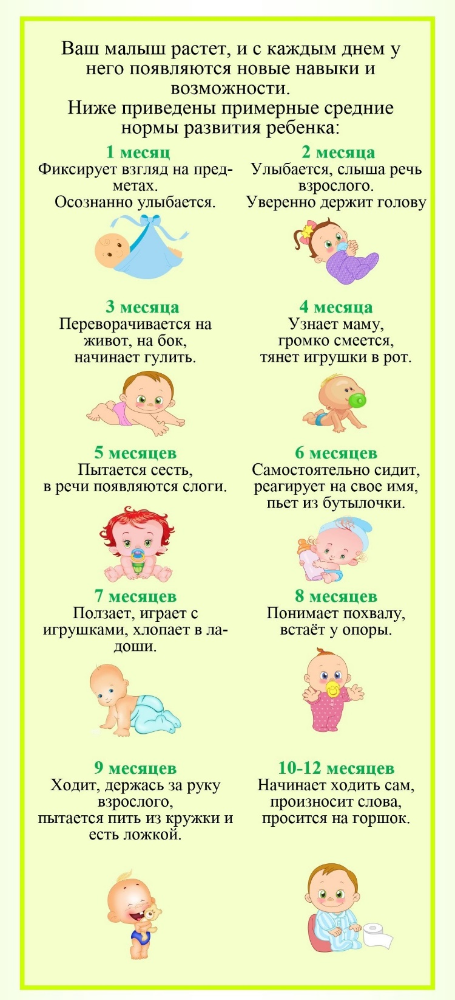 Ваш малыш растет, и с каждым днем у
него появляются новые навыки и
возможности.
Ниже приведены примерные средние
нормы развития ребенка:
1 месяц
Фиксирует взгляд на пред-
метах.
Осознанно улыбается.
2 месяца
Улыбается, слыша речь
взрослого.
Уверенно держит голову
3 месяца
Переворачивается на
живот, на бок,
начинает гулить.
4 месяца
Узнает маму,
громко смеется,
тянет игрушки в рот.
5 месяцев
Пытается сесть,
в речи появляются слоги.
6 месяцев
Самостоятельно сидит,
реагирует на свое имя,
пьет из бутылочки.
7 месяцев
Ползает, играет с
игрушками, хлопает в ла-
доши.
8 месяцев
Понимает похвалу,
встаёт у опоры.
9 месяцев
Ходит, держась за руку
взрослого,
пытается пить из кружки и
есть ложкой.
10-12 месяцев
Начинает ходить сам,
произносит слова,
просится на горшок.